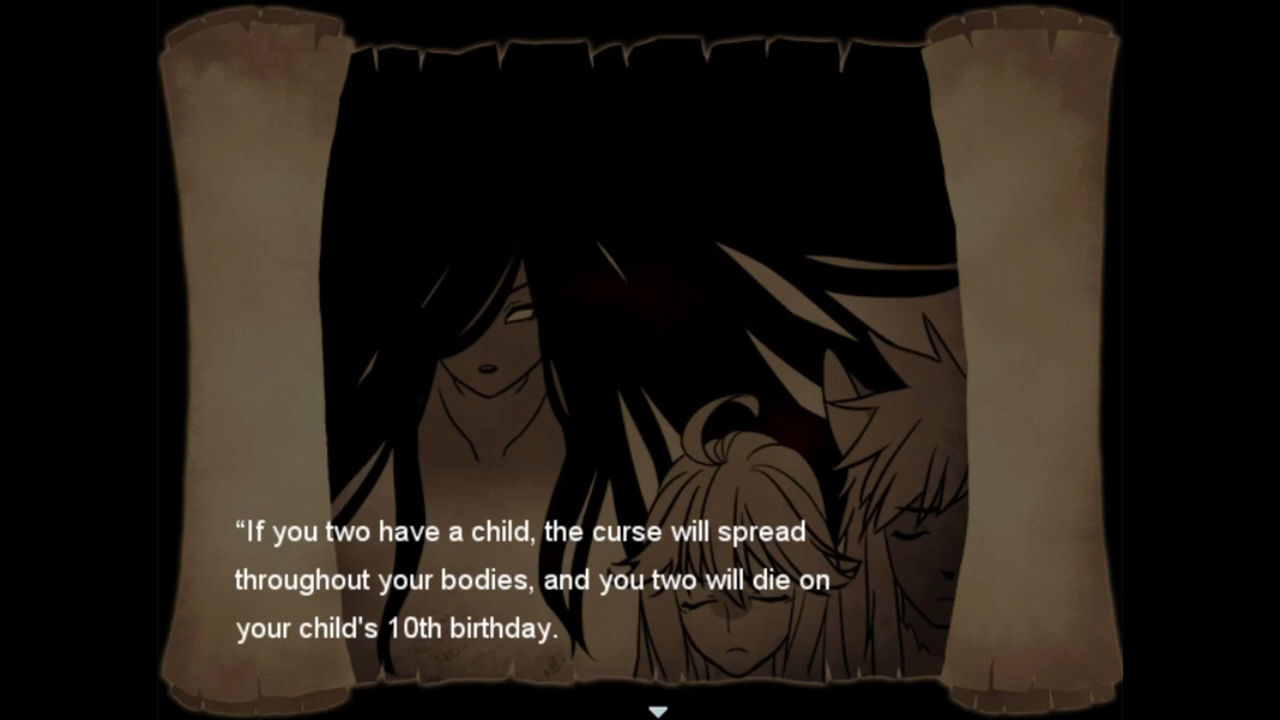 “If you two have a child, the curse will spread
throughout your bodies, and you two will die on
your child's 10th birthday.